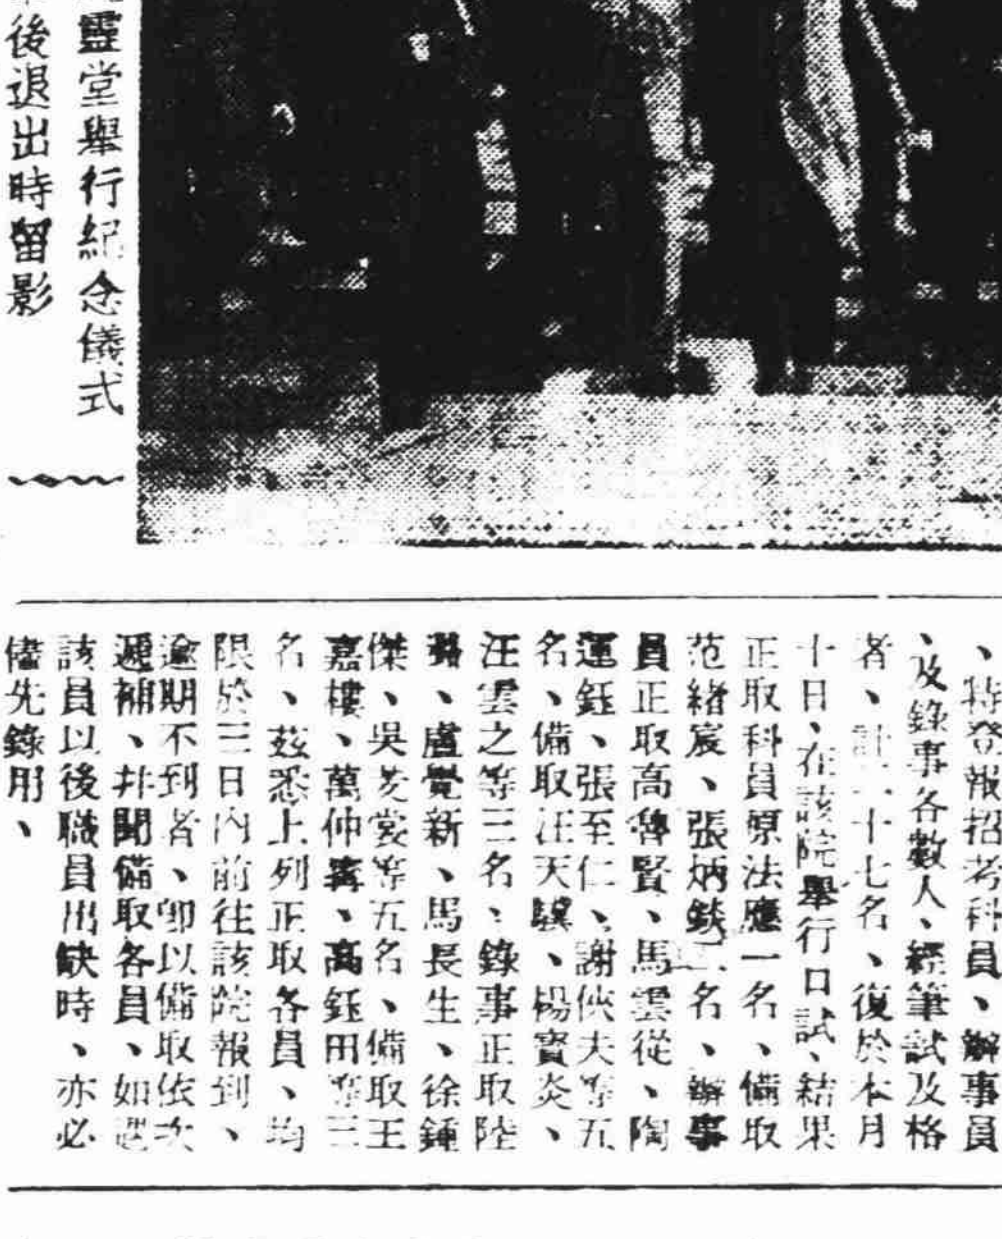 靈堂舉行紀念儀式
後退出時留影
、特登報招考科員、辦事員
、及錄事各數人、經筆試及格
者、計二十七名、復於本月
十日、在該院舉行口試、結果
正取科員原法應一名、備取
范緒宸、張炳錟二名、辦事
員正取高魯賢、馬雲從、陶
運鈺、張至仁、謝俠夫等五
名、備取汪天驥、楊寶炎、
汪雲之等三名、錄事正取陸
、盧覺新、馬長生、徐鍾
傑、吳受等五名、備取王
嘉樓、萬仲寯、高鈺田等三
名、茲悉上列正取各員、均
限於三日內前往該院報到、
逾期不到者、卽以備取依次
遞補、并聞備取各員、如遇
該員以後職員出缺時、亦必
儘先錄用、